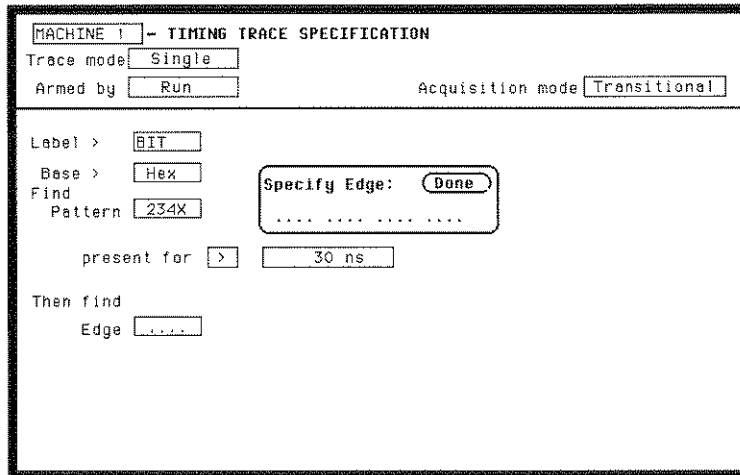 MACHINE 1 - TIMING TRACE SPECIFICATION
Trace mode Single
Armed by Run Acquisition mode Transitional
Label > BIT
Base > Hex
Specify Edge: Done
Find
Pattern 234X
.... .... .... ....
present for > 30 ns
Then find
Edge ....